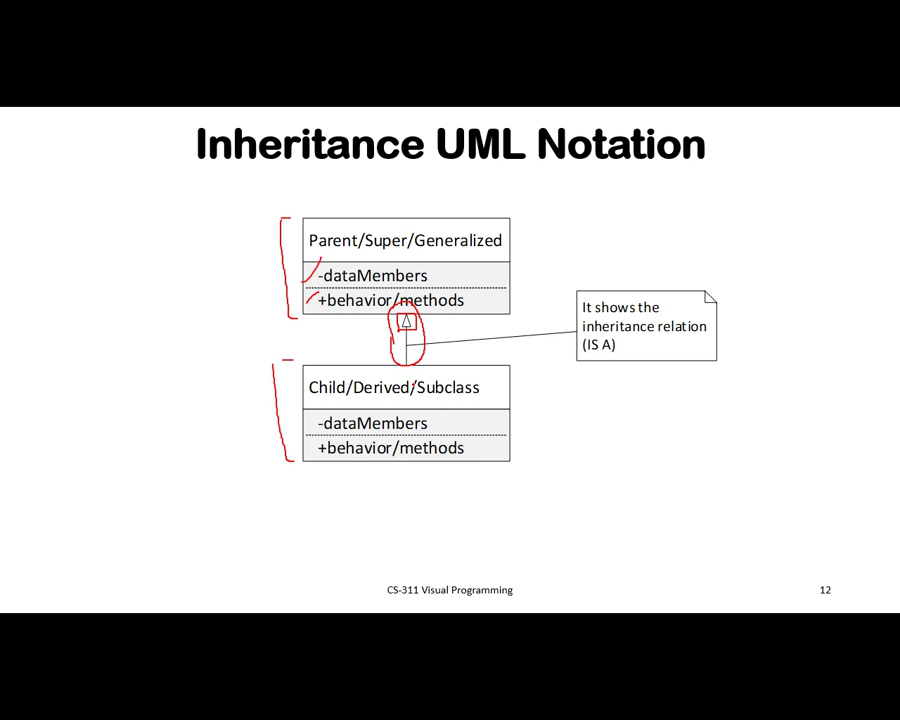 Inheritance UML Notation
Parent/Super/Generalized
-dataMembers
+behavior/methods
It shows the
inheritance relation
(IS A)
Child/Derived/Subclass
-dataMembers
+behavior/methods
CS-311 Visual Programming
12